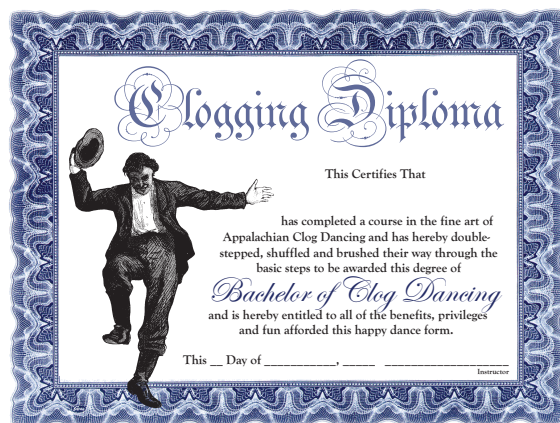 Clogging Diploma
This Certifies That
has completed a course in the fine art of
Appalachian Clog Dancing and has hereby double-
stepped, shuffled and brushed their way through the
basic steps to be awarded this degree of
Bachelor of Clog Dancing
and is hereby entitled to all of the benefits, privileges
and fun afforded this happy dance form.
This __ Day of ___________, _____ ___________________
Instructor